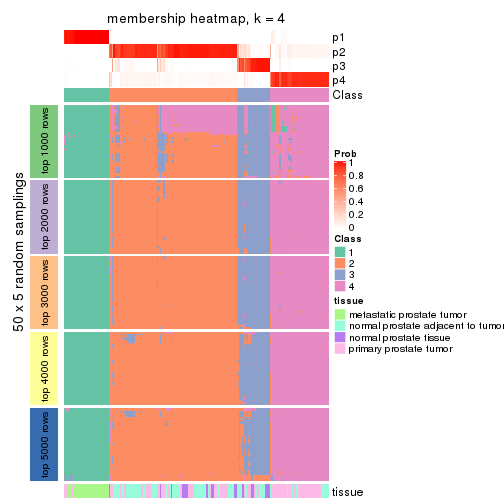 membership heatmap, k = 4
p1
p2
p3
p4
Class
50 x 5 random samplings
top 1000 rows
top 2000 rows
top 3000 rows
top 4000 rows
top 5000 rows
Prob
1
0.8
0.6
0.4
0.2
0
Class
1
2
3
4
tissue
metastatic prostate tumor
normal prostate adjacent to tumor
normal prostate tissue
primary prostate tumor
tissue